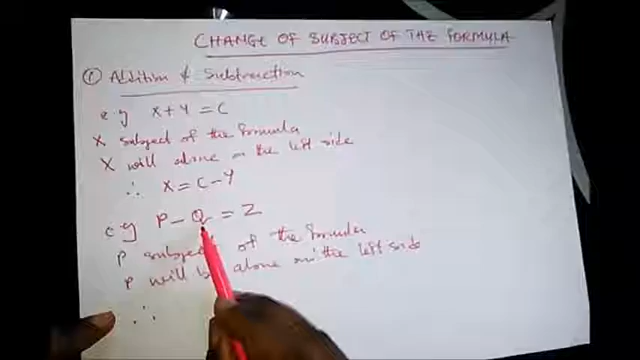 CHANGE OF SUBJECT OF THE FORMULA
① Addition & Subtraction
e.g X + Y = C
X subject of the formula
X will alone on the left side
∴ X = C - Y
e.g P - Q = Z
P subject of the formula
P will be alone on the left side
∴